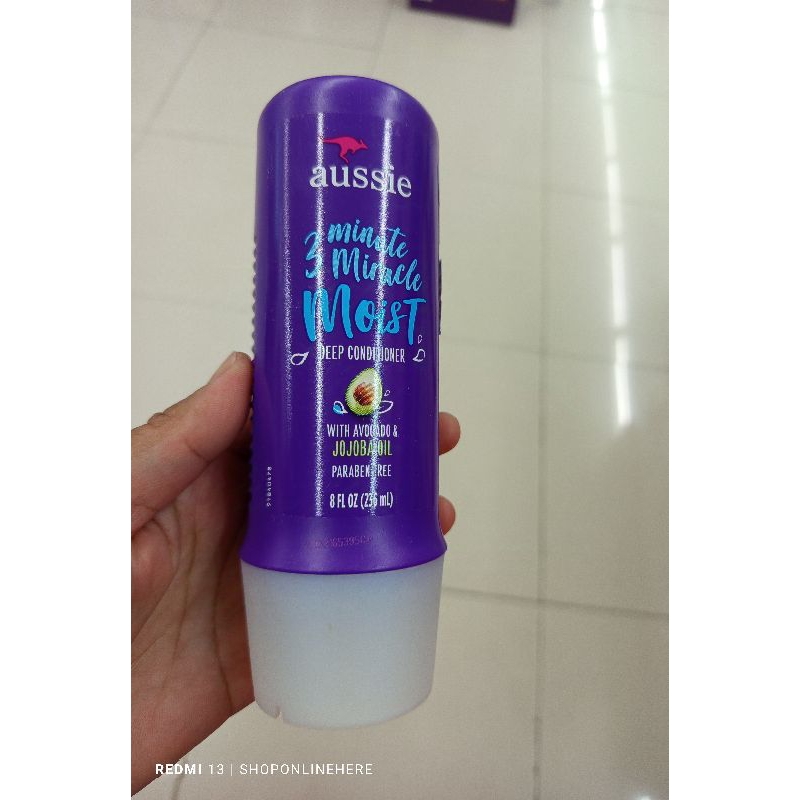 aussie
3 minute
Miracle
Moist
DEEP CONDITIONER
WITH AVOCADO &
JOJOBA OIL
PARABEN FREE
8 FL OZ (236 mL)
REDMI 13 | SHOPONLINEHERE